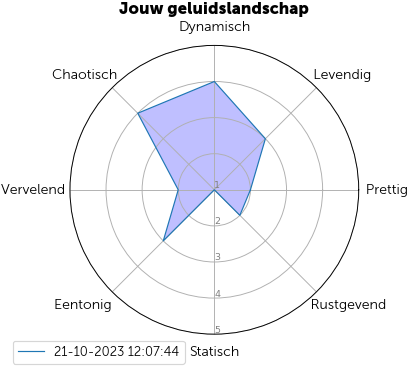 Jouw geluidslandschap
Dynamisch
Chaotisch
Levendig
Vervelend
1
Prettig
2
3
Eentonig
4
Rustgevend
5
21-10-2023 12:07:44
Statisch